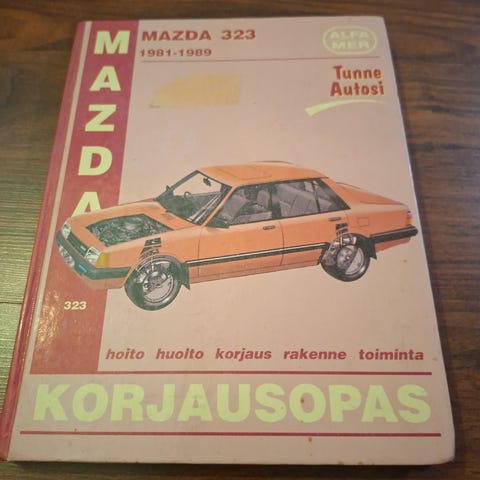 MAZDA
MAZDA 323
1981-1989
ALFA
MER
Tunne
Autosi
323
hoito huolto korjaus rakenne toiminta
KORJAUSOPAS